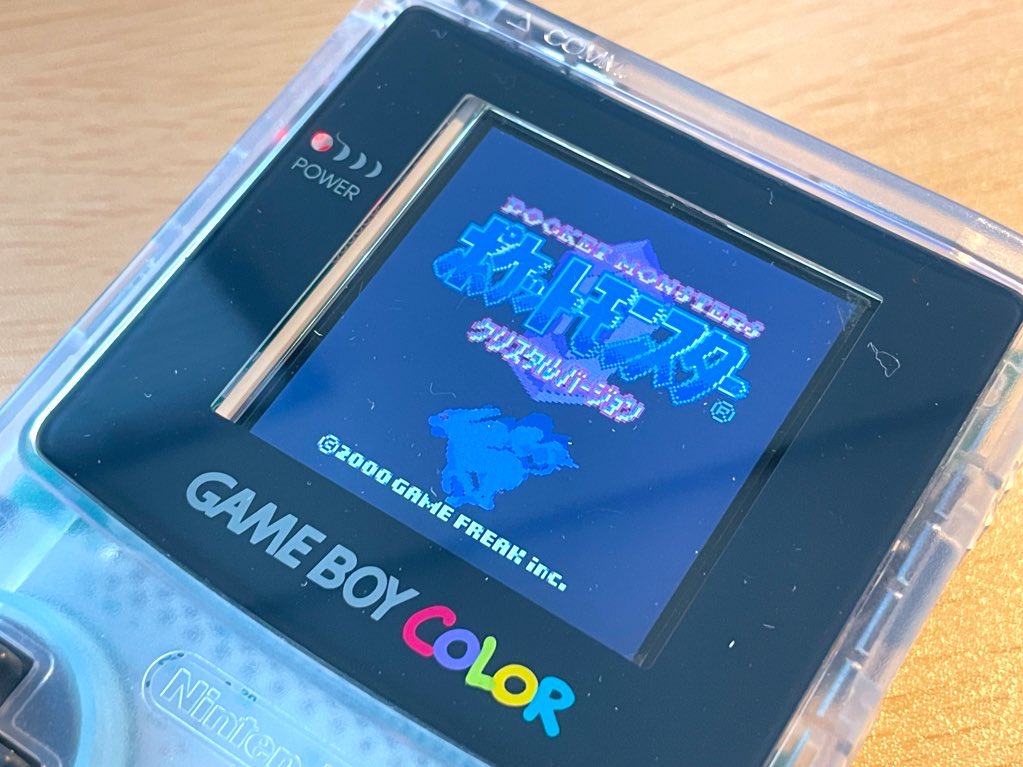 COMM.
POWER
POCKET MONSTERS
ポケットモンスター
®
クリスタルバージョン
©2000 GAME FREAK inc.
GAME BOY COLOR